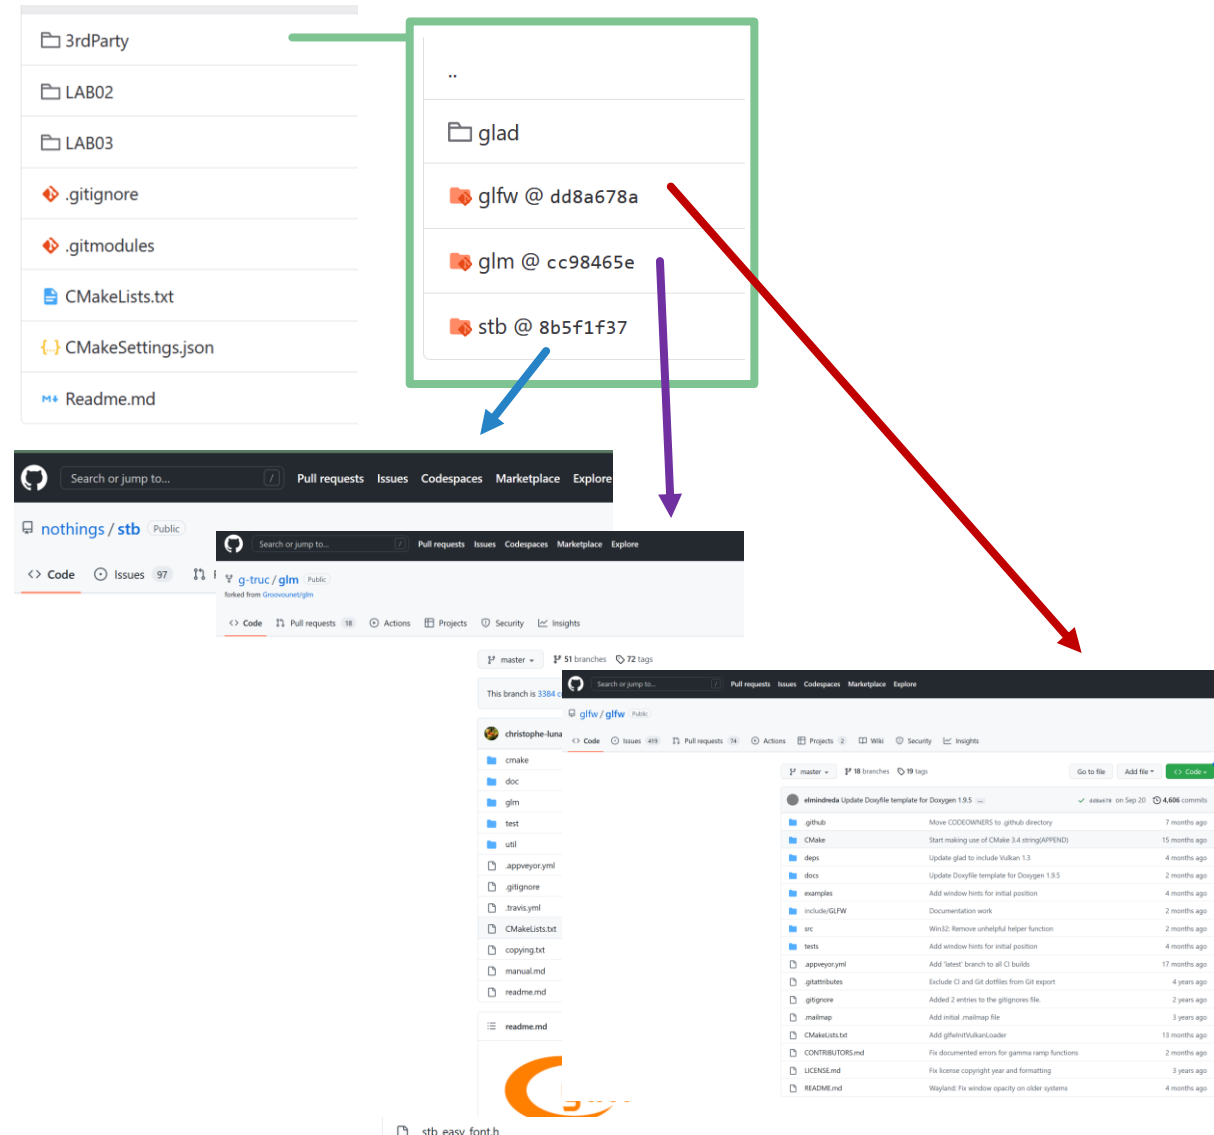 3rdParty
LAB02
LAB03
.gitignore
.gitmodules
{..} CMakeLists.txt
CMakeSettings.json
Readme.md
..
glad
glfw @ dd8a678a
glm @ cc98465e
stb @ 8b5f1f37
Search or jump to... / Pull requests Issues Codespaces Marketplace Explore
nothings / stb Public
<> Code Issues 97
Search or jump to... / Pull requests Issues Codespaces Marketplace Explore
g-truc / glm Public
forked from Groovounet/glm
<> Code Pull requests 18 Actions Projects Security Insights
master 51 branches 72 tags
This branch is 3384
christophe-luna
cmake
doc
glm
test
util
.appveyor.yml
.gitignore
.travis.yml
CMakeLists.txt
copying.txt
manual.md
readme.md
readme.md
Search or jump to... / Pull requests Issues Codespaces Marketplace Explore
glfw / glfw Public
<> Code Issues 419 Pull requests 74 Actions Projects 2 Wiki Security Insights
master 18 branches 19 tags Go to file Add file <> Code
elmindreda Update Doxyfile template for Doxygen 1.9.5 ... dd8a678 on Sep 20 4,606 commits
.github Move CODEOWNERS to .github directory 7 months ago
CMake Start making use of CMake 3.4 string(APPEND) 15 months ago
deps Update glad to include Vulkan 1.3 4 months ago
docs Update Doxyfile template for Doxygen 1.9.5 2 months ago
examples Add window hints for initial position 4 months ago
include/GLFW Documentation work 2 months ago
src Win32: Remove unhelpful helper function 2 months ago
tests Add window hints for initial position 4 months ago
.appveyor.yml Add 'latest' branch to all CI builds 17 months ago
.gitattributes Exclude CI and Git dotfiles from Git export 4 years ago
.gitignore Added 2 entries to the gitignores file. 2 years ago
.mailmap Add initial .mailmap file 3 years ago
CMakeLists.txt Add glfwInitVulkanLoader 13 months ago
CONTRIBUTORS.md Fix documented errors for gamma ramp functions 2 months ago
LICENSE.md Fix license copyright year and formatting 3 years ago
README.md Wayland: Fix window opacity on older systems 4 months ago
stb_easy_font.h